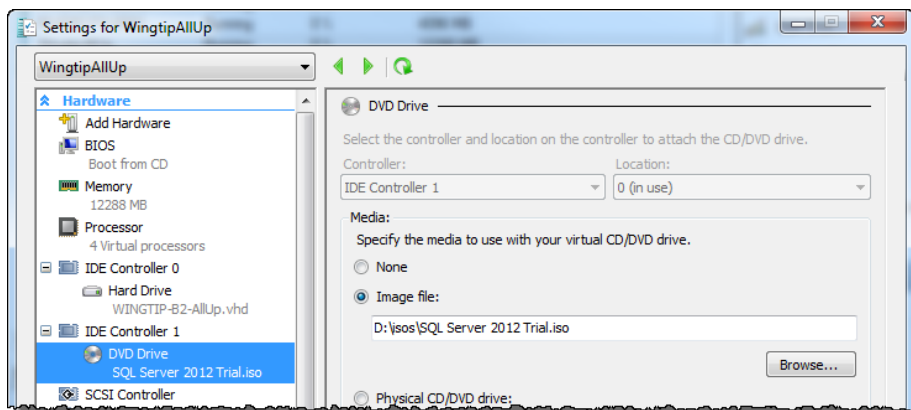 Settings for WingtipAllUp
WingtipAllUp
Hardware
Add Hardware
BIOS
Boot from CD
Memory
12288 MB
Processor
4 Virtual processors
IDE Controller 0
Hard Drive
WINGTIP-B2-AllUp.vhd
IDE Controller 1
DVD Drive
SQL Server 2012 Trial.iso
SCSI Controller
DVD Drive
Select the controller and location on the controller to attach the CD/DVD drive.
Controller: Location:
IDE Controller 1 0 (in use)
Media:
Specify the media to use with your virtual CD/DVD drive.
None
Image file:
D:\isos\SQL Server 2012 Trial.iso
Browse...
Physical CD/DVD drive: